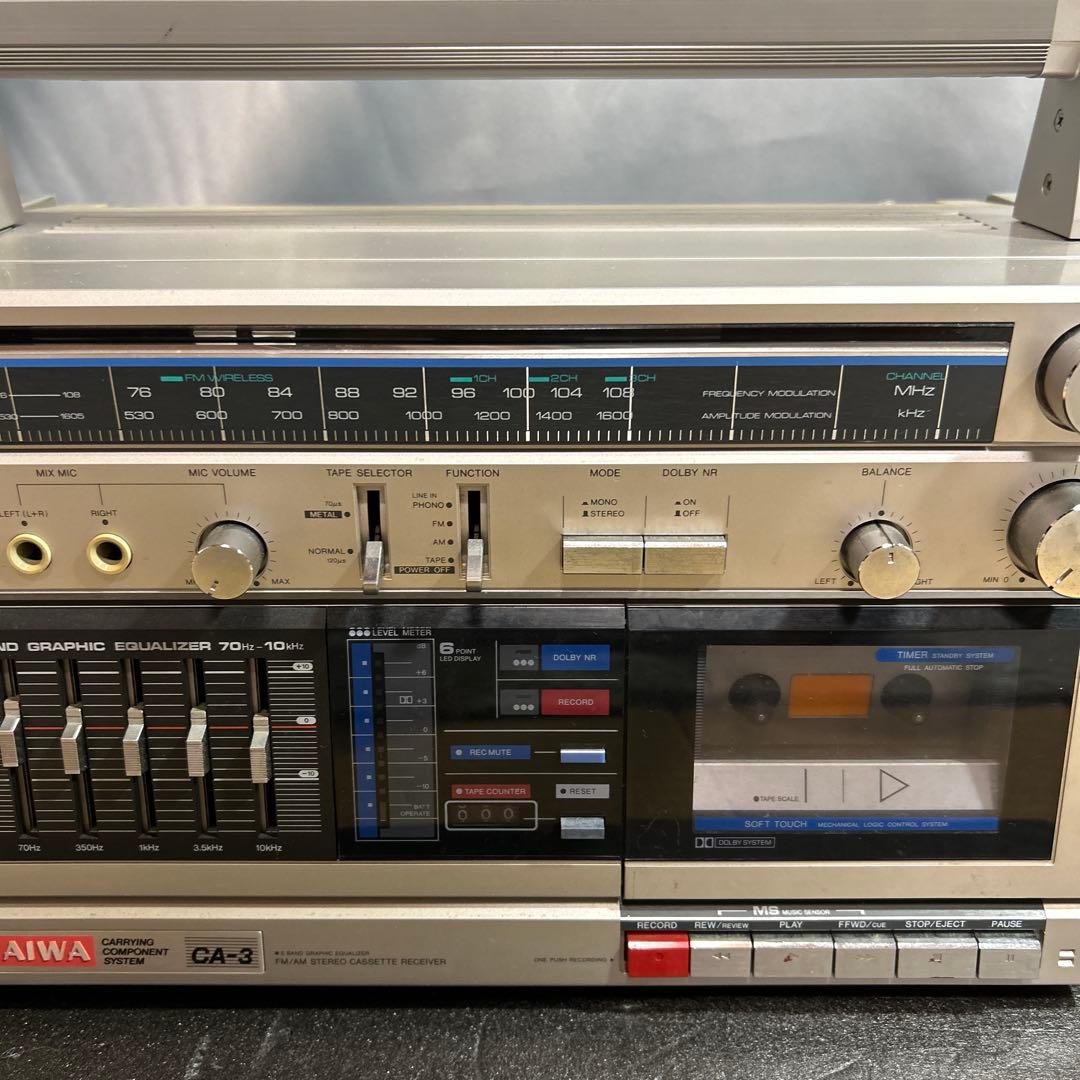 FM WIRELESS 1CH 2CH 3CH CHANNEL
108 76 80 84 88 92 96 100 104 108 FREQUENCY MODULATION MHz
530 1605 530 600 700 800 1000 1200 1400 1600 AMPLITUDE MODULATION kHz
MIX MIC
LEFT (L+R) RIGHT
MIC VOLUME
MAX
TAPE SELECTOR
70µs
METAL
NORMAL
120µs
FUNCTION
LINE IN
PHONO
FM
AM
TAPE
POWER OFF
MODE
MONO
STEREO
DOLBY NR
ON
OFF
BALANCE
LEFT
MIN 0
GRAPHIC EQUALIZER 70Hz-10kHz
+10
0
-10
70Hz 350Hz 1kHz 3.5kHz 10kHz
LEVEL METER
dB
+6
+3
0
-5
-10
BATT
OPERATE
6 POINT
LED DISPLAY
DOLBY NR
RECORD
REC MUTE
TAPE COUNTER
RESET
0 0 0
TIMER STANDBY SYSTEM
FULL AUTOMATIC STOP
TAPE SCALE
SOFT TOUCH MECHANICAL LOGIC CONTROL SYSTEM
DOLBY SYSTEM
MS MUSIC SENSOR
RECORD REW/REVIEW PLAY FFWD/CUE STOP/EJECT PAUSE
AIWA
CARRYING
COMPONENT
SYSTEM
CA-3
5 BAND GRAPHIC EQUALIZER
FM/AM STEREO CASSETTE RECEIVER
ONE PUSH RECORDING